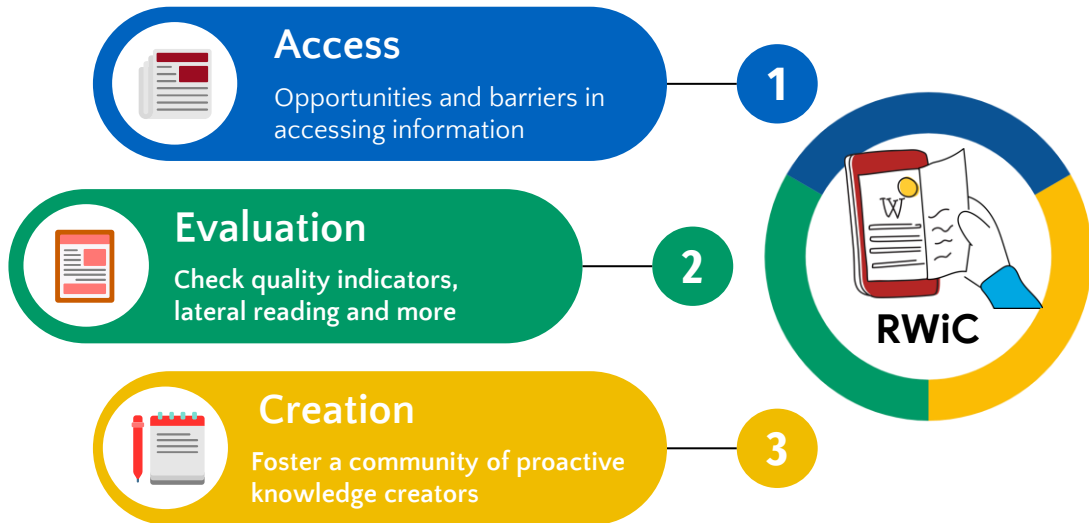 Access
Opportunities and barriers in
accessing information
1
Evaluation
Check quality indicators,
lateral reading and more
2
Creation
Foster a community of proactive
knowledge creators
3
W
RWiC